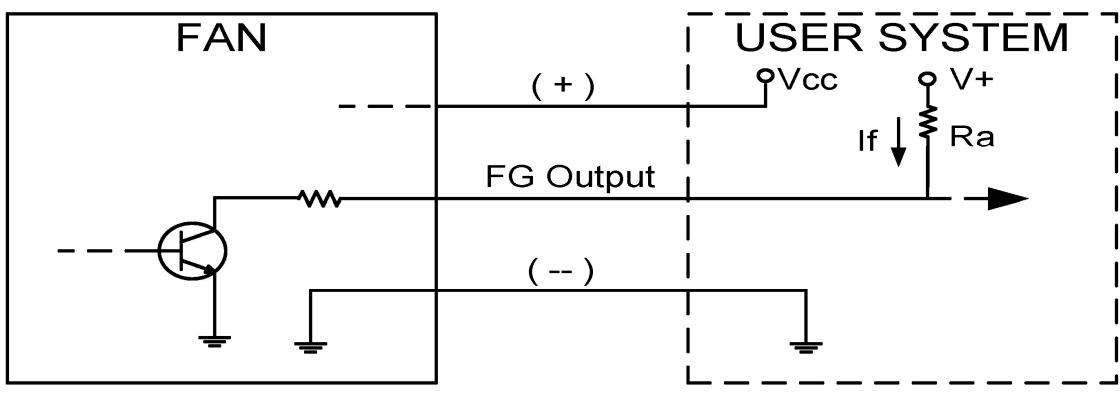 FAN
USER SYSTEM
( + )
Vcc
V+
If
Ra
FG Output
( -- )